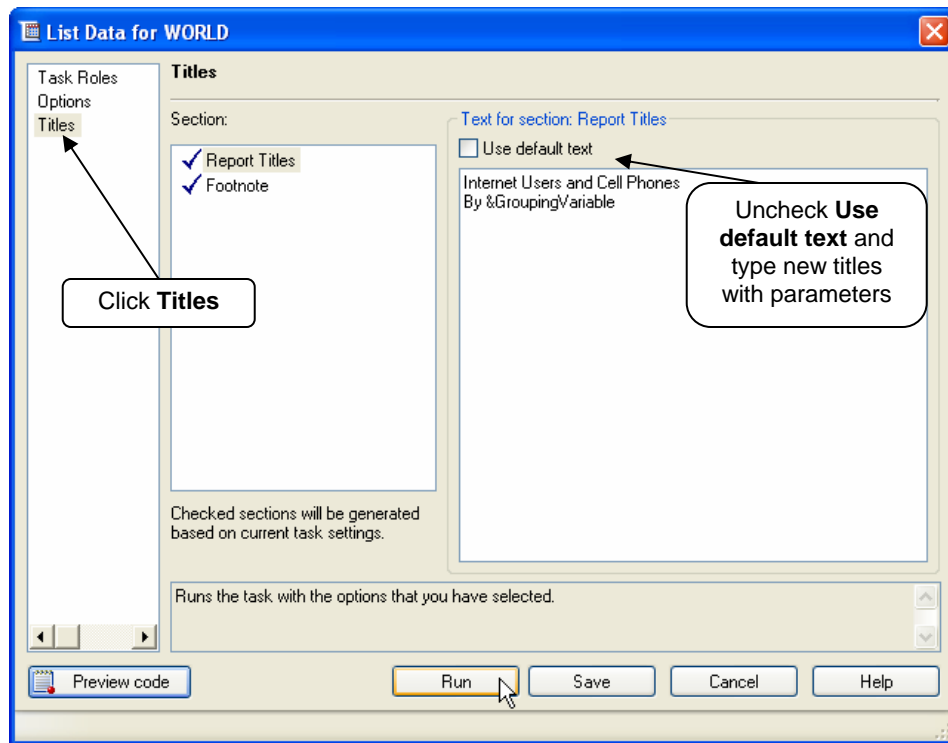 List Data for WORLD
Task Roles
Options
Titles
Titles
Section:
Report Titles
Footnote
Text for section: Report Titles
Use default text
Internet Users and Cell Phones
By &GroupingVariable
Uncheck Use
default text and
type new titles
with parameters
Click Titles
Checked sections will be generated
based on current task settings.
Runs the task with the options that you have selected.
Preview code
Run
Save
Cancel
Help